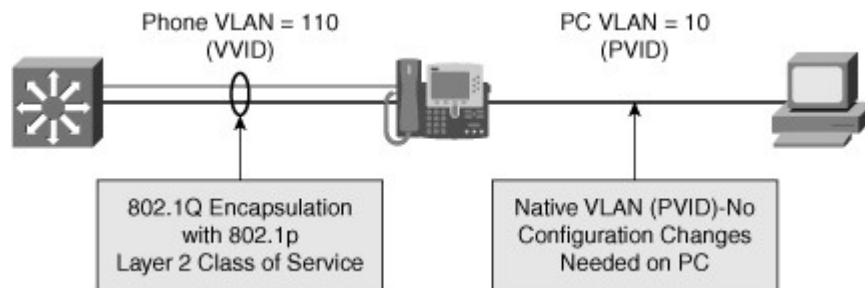 Phone VLAN = 110
(VVID)
PC VLAN = 10
(PVID)
802.1Q Encapsulation
with 802.1p
Layer 2 Class of Service
Native VLAN (PVID)-No
Configuration Changes
Needed on PC